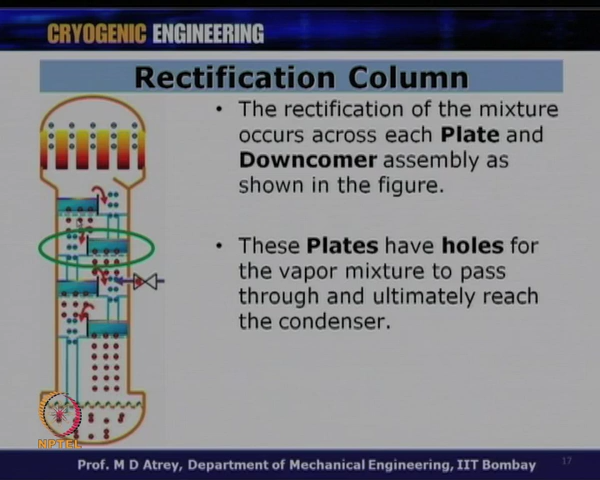 CRYOGENIC ENGINEERING
Rectification Column
• The rectification of the mixture
occurs across each Plate and
Downcomer assembly as
shown in the figure.
• These Plates have holes for
the vapor mixture to pass
through and ultimately reach
the condenser.
NPTEL
Prof. M D Atrey, Department of Mechanical Engineering, IIT Bombay
17